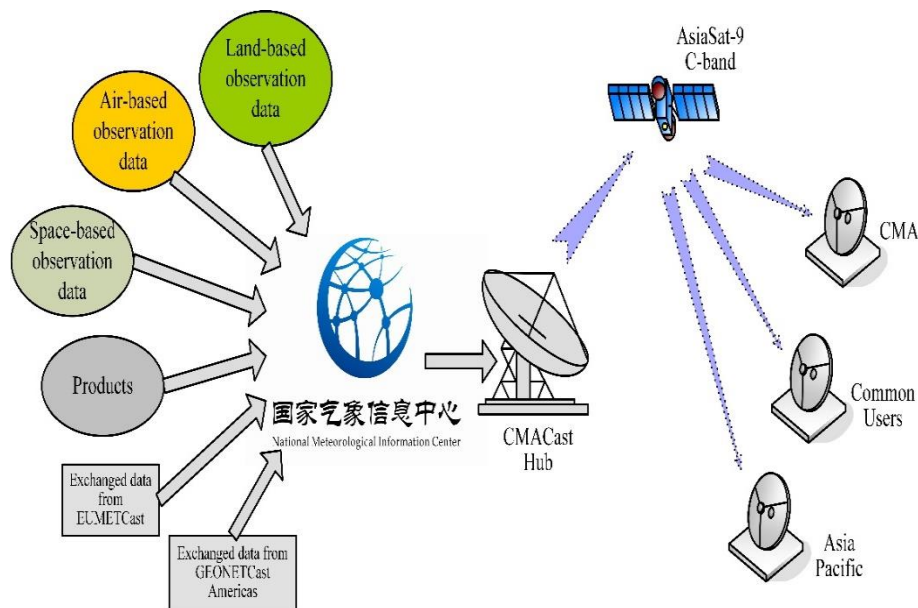 Land-based
observation
data
Air-based
observation
data
Space-based
observation
data
Products
Exchanged data
from
EUMETCast
Exchanged data from
GEONETCast
Americas
国家气象信息中心
National Meteorological Information Center
CMACast
Hub
AsiaSat-9
C-band
CMA
Common
Users
Asia
Pacific